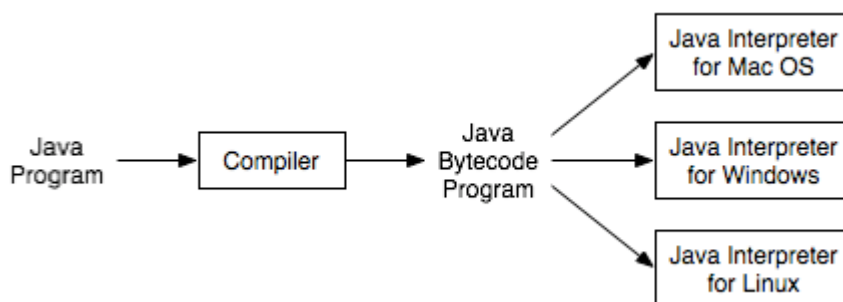 Java
Program
Compiler
Java
Bytecode
Program
Java Interpreter
for Mac OS
Java Interpreter
for Windows
Java Interpreter
for Linux